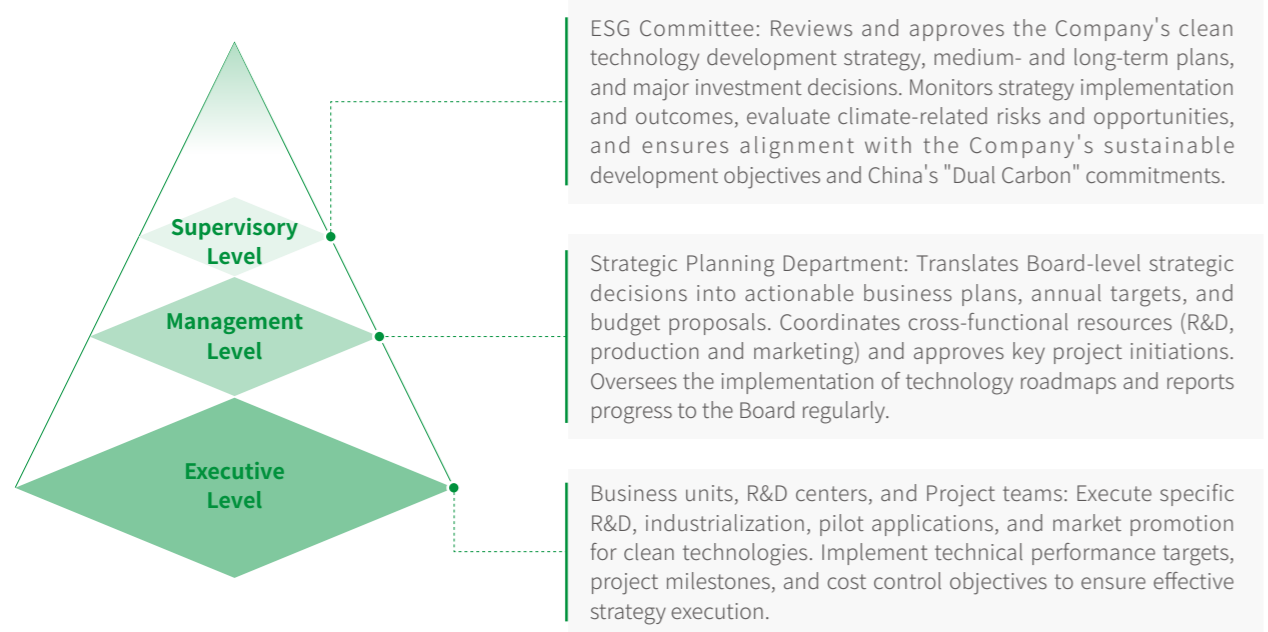 ESG Committee: Reviews and approves the Company's clean
technology development strategy, medium- and long-term plans,
and major investment decisions. Monitors strategy implementation
and outcomes, evaluate climate-related risks and opportunities,
and ensures alignment with the Company's sustainable
development objectives and China's "Dual Carbon" commitments.
Supervisory
Level
Strategic Planning Department: Translates Board-level strategic
decisions into actionable business plans, annual targets, and
budget proposals. Coordinates cross-functional resources (R&D,
production and marketing) and approves key project initiations.
Oversees the implementation of technology roadmaps and reports
progress to the Board regularly.
Management
Level
Executive
Level
Business units, R&D centers, and Project teams: Execute specific
R&D, industrialization, pilot applications, and market promotion
for clean technologies. Implement technical performance targets,
project milestones, and cost control objectives to ensure effective
strategy execution.